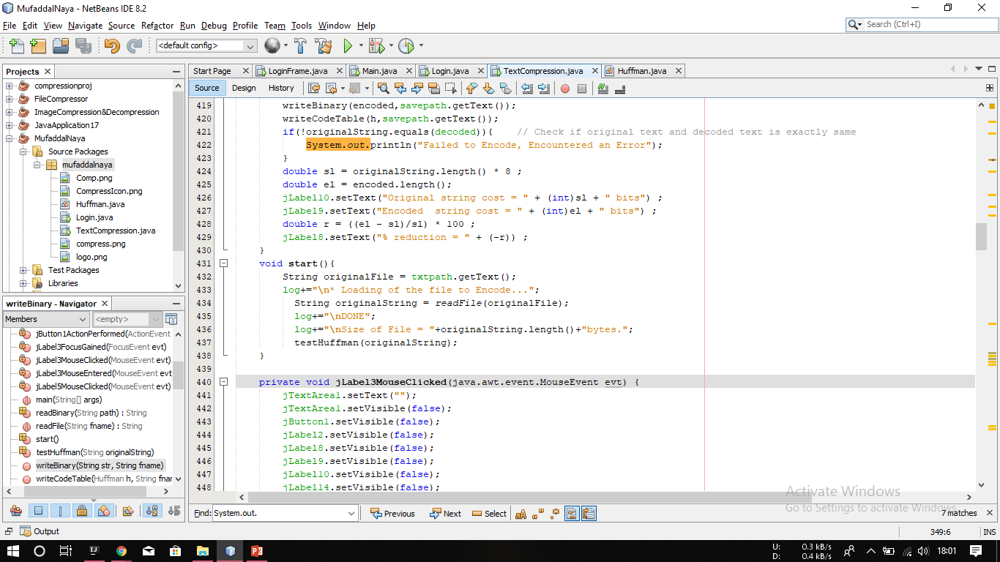 MufaddalNaya - NetBeans IDE 8.2
File Edit View Navigate Source Refactor Run Debug Profile Team Tools Window Help
Search (Ctrl+I)
<default config>
Projects
compressionproj
FileCompressor
ImageCompression&Decompression
JavaApplication17
MufaddalNaya
Source Packages
mufaddalnaya
Comp.png
CompressIcon.png
Huffman.java
Login.java
TextCompression.java
compress.png
logo.png
Test Packages
Libraries
writeBinary - Navigator
Members <empty>
jButton1ActionPerformed(ActionEvent
jLabel3FocusGained(FocusEvent evt)
jLabel3MouseClicked(MouseEvent evt)
jLabel3MouseEntered(MouseEvent evt
jLabel5MouseClicked(MouseEvent evt)
main(String[] args)
readBinary(String path) : String
readFile(String fname) : String
start()
testHuffman(String originalString)
writeBinary(String str, String fname)
writeCodeTable(Huffman h, String fnam
Start Page LoginFrame.java Main.java Login.java TextCompression.java Huffman.java
Source Design History
419 writeBinary(encoded,savepath.getText());
420 writeCodeTable(h,savepath.getText());
421 if(!originalString.equals(decoded)){ // Check if original text and decoded text is exactly same
422 System.out.println("Failed to Encode, Encountered an Error");
423 }
424 double sl = originalString.length() * 8 ;
425 double el = encoded.length();
426 jLabel10.setText("Original string cost = " + (int)sl + " bits") ;
427 jLabel9.setText("Encoded  string cost = " + (int)el + " bits") ;
428 double r = ((el - sl)/sl) * 100 ;
429 jLabel8.setText("% reduction = " + (-r)) ;
430 }
431 void start(){
432 String originalFile = txtpath.getText();
433 log+="\n* Loading of the file to Encode...";
434 String originalString = readFile(originalFile);
435 log+="\nDONE";
436 log+="\nSize of File = "+originalString.length()+"bytes.";
437 testHuffman(originalString);
438 }
439
440 private void jLabel3MouseClicked(java.awt.event.MouseEvent evt) {
441 jTextArea1.setText("");
442 jTextArea1.setVisible(false);
443 jButton1.setVisible(false);
444 jLabel2.setVisible(false);
445 jLabel8.setVisible(false);
446 jLabel9.setVisible(false);
447 jLabel10.setVisible(false);
448 jLabel14.setVisible(false);
Activate Windows
Go to Settings to activate Windows.
Find: System.out. Previous Next Select 7 matches
Output
349:6 INS
U: 0.3 kB/s
D: 0.4 kB/s
18:01